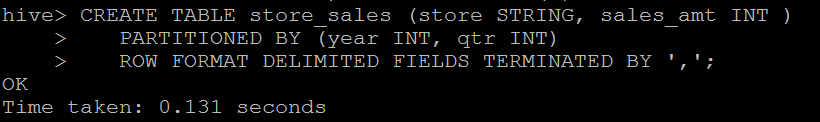 hive> CREATE TABLE store_sales (store STRING, sales_amt INT )
    >     PARTITIONED BY (year INT, qtr INT)
    >     ROW FORMAT DELIMITED FIELDS TERMINATED BY ',';
OK
Time taken: 0.131 seconds